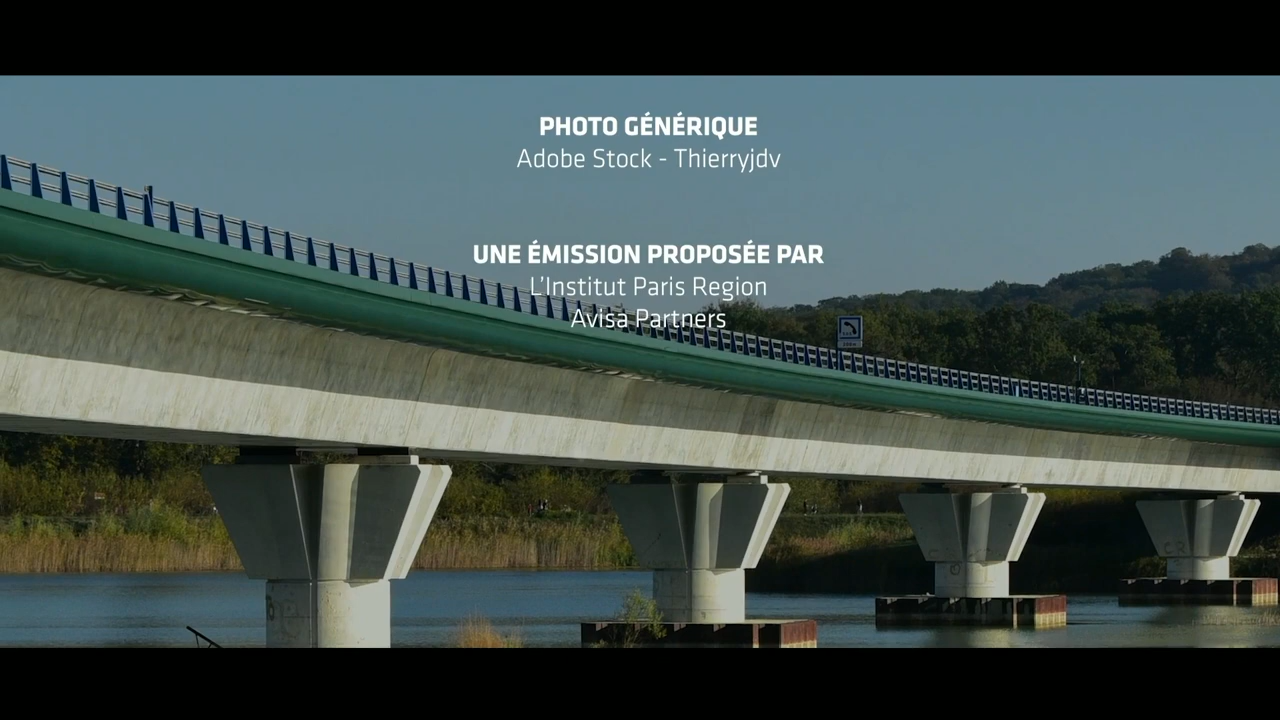 PHOTO GÉNÉRIQUE
Adobe Stock - Thierryjdv
UNE ÉMISSION PROPOSÉE PAR
L'Institut Paris Region
Avisa Partners